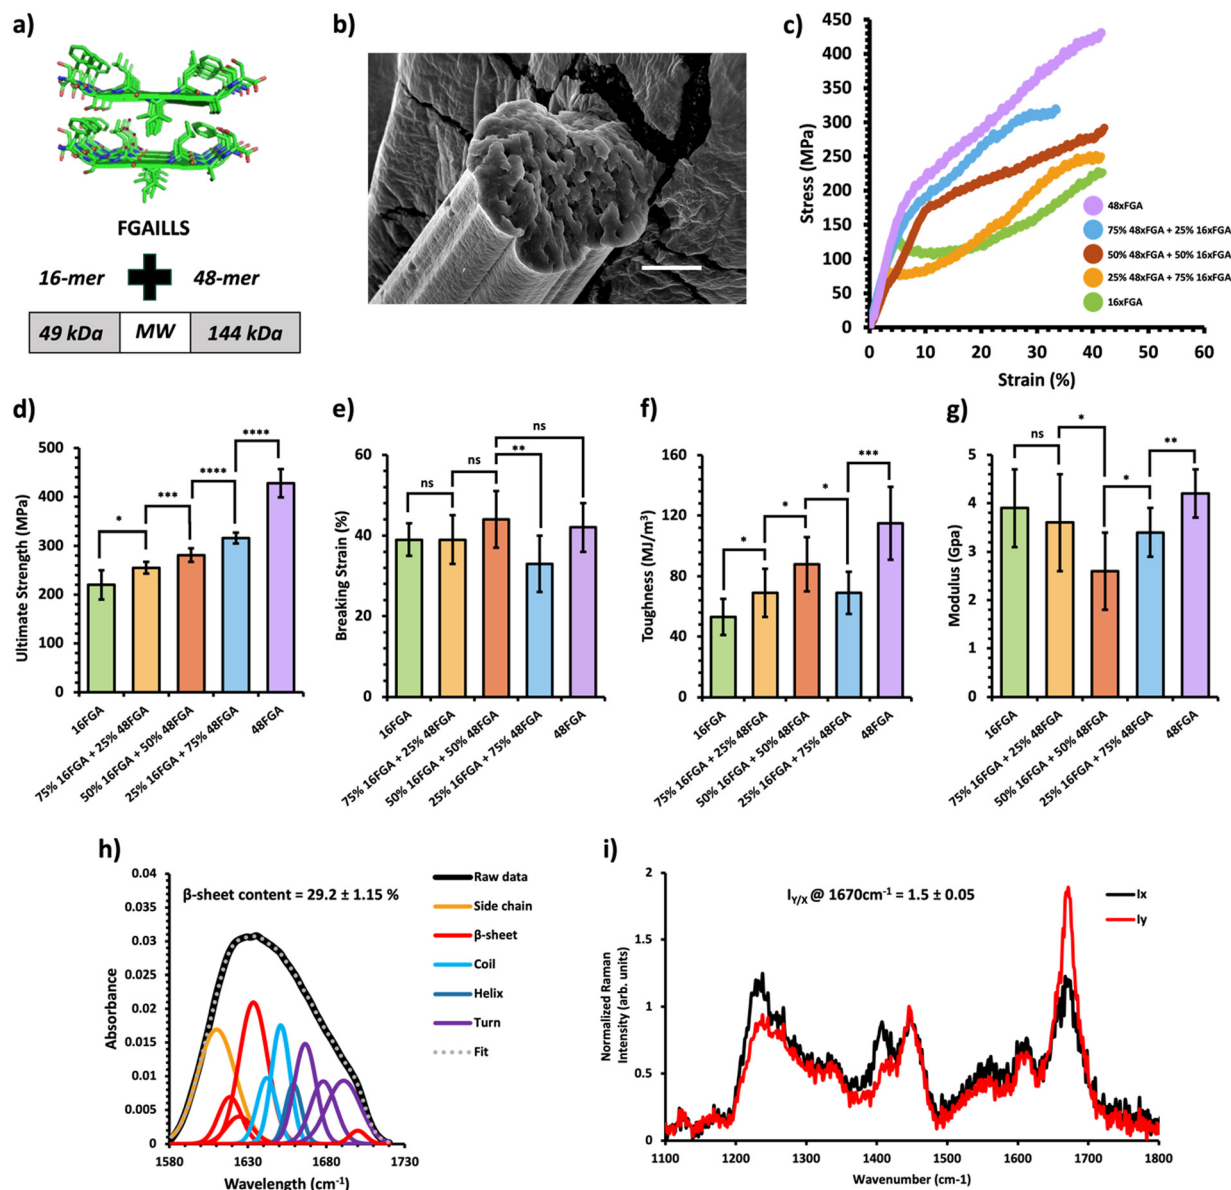 a)
FGAILLS
16-mer
48-mer
49 kDa
MW
144 kDa
b)
c)
Stress (MPa)
450
400
350
300
250
200
150
100
50
0
0
10
20
30
40
50
60
Strain (%)
48xFGA
75% 48xFGA + 25% 16xFGA
50% 48xFGA + 50% 16xFGA
25% 48xFGA + 75% 16xFGA
16xFGA
d)
Ultimate Strength (MPa)
500
400
300
200
100
0
*
***
****
****
16FGA
75% 16FGA + 25% 48FGA
50% 16FGA + 50% 48FGA
25% 16FGA + 75% 48FGA
48FGA
e)
Breaking Strain (%)
60
40
20
0
ns
ns
**
ns
16FGA
75% 16FGA + 25% 48FGA
50% 16FGA + 50% 48FGA
25% 16FGA + 75% 48FGA
48FGA
f)
Toughness (MJ/m³)
160
120
80
40
0
*
*
*
***
16FGA
75% 16FGA + 25% 48FGA
50% 16FGA + 50% 48FGA
25% 16FGA + 75% 48FGA
48FGA
g)
Modulus (Gpa)
6
5
4
3
2
1
0
ns
*
*
**
16FGA
75% 16FGA + 25% 48FGA
50% 16FGA + 50% 48FGA
25% 16FGA + 75% 48FGA
48FGA
h)
β-sheet content = 29.2 ± 1.15 %
Absorbance
0.04
0.035
0.03
0.025
0.02
0.015
0.01
0.005
0
1580
1630
1680
1730
Wavelength (cm⁻¹)
Raw data
Side chain
β-sheet
Coil
Helix
Turn
Fit
i)
I_Y/X @ 1670cm⁻¹ = 1.5 ± 0.05
Normalized Raman
Intensity (arb. units)
2
1.5
1
0.5
0
1100
1200
1300
1400
1500
1600
1700
1800
Wavenumber (cm-1)
Ix
Iy